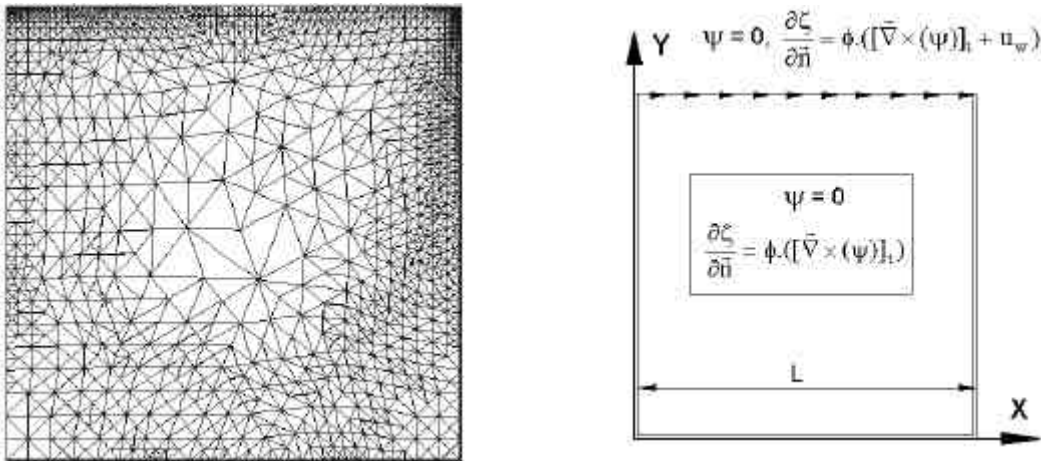 Y ψ = 0, ∂ζ/∂n⃗ = ϕ.([∇⃗×(ψ)]ₜ + u_w)
ψ = 0
∂ζ/∂n⃗ = ϕ.([∇⃗×(ψ)]ₜ)
L
X